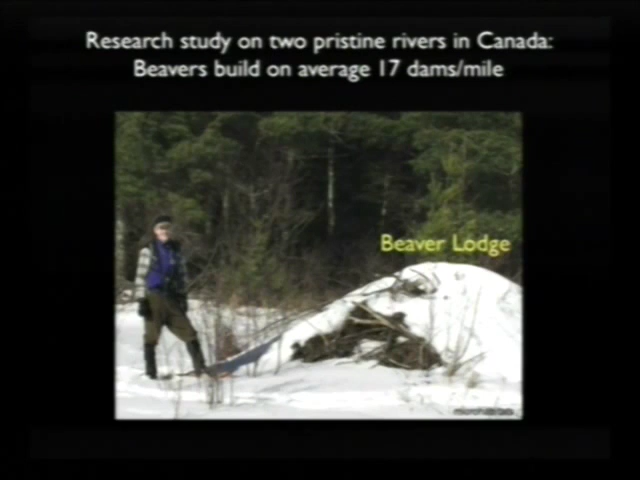 Research study on two pristine rivers in Canada:
Beavers build on average 17 dams/mile
Beaver Lodge